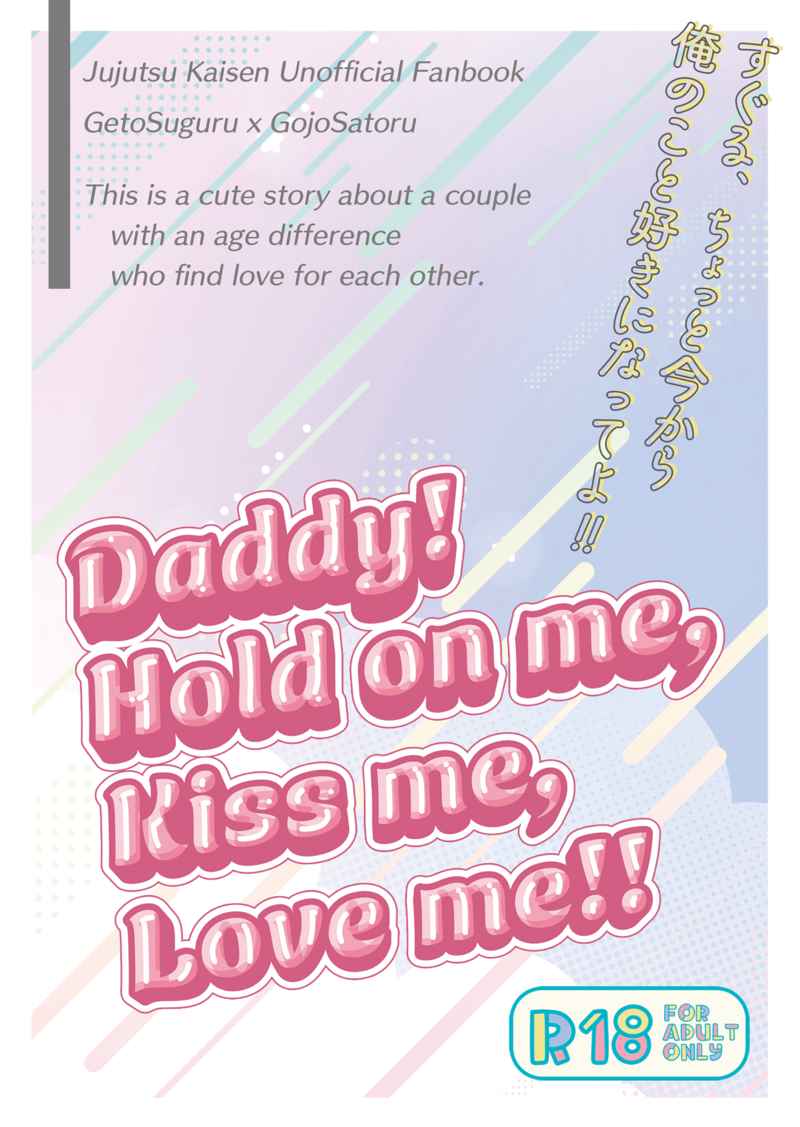 Jujutsu Kaisen Unofficial Fanbook
GetoSuguru x GojoSatoru
This is a cute story about a couple
with an age difference
who find love for each other.
すぐる、ちょっと今から
俺のこと好きになってよ!!
Daddy!
Hold on me,
Kiss me,
Love me!!
R18
FOR
ADULT
ONLY